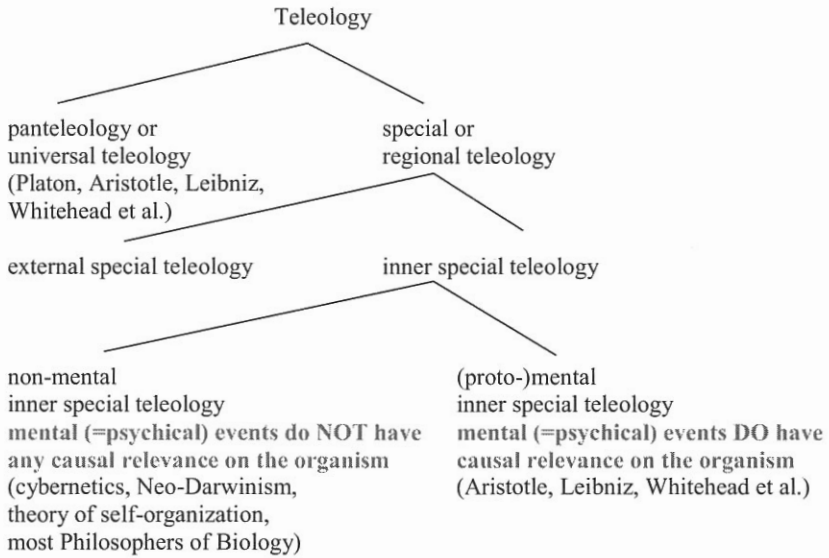 Teleology
panteleology or
universal teleology
(Platon, Aristotle, Leibniz,
Whitehead et al.)
special or
regional teleology
external special teleology
inner special teleology
non-mental
inner special teleology
mental (=psychical) events do NOT have
any causal relevance on the organism
(cybernetics, Neo-Darwinism,
theory of self-organization,
most Philosophers of Biology)
(proto-)mental
inner special teleology
mental (=psychical) events DO have
causal relevance on the organism
(Aristotle, Leibniz, Whitehead et al.)